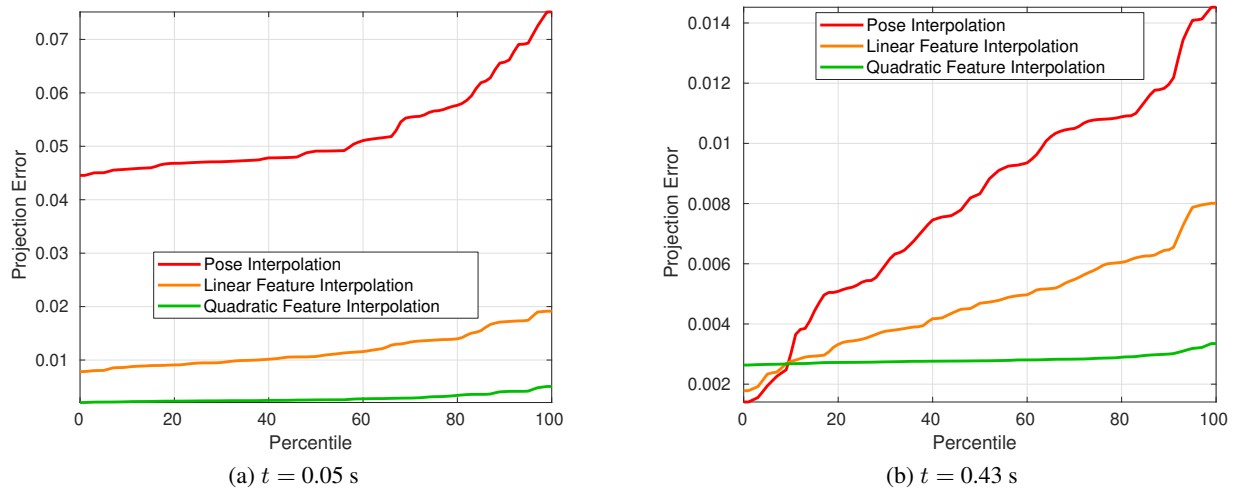 0.07
0.06
0.05
0.04
0.03
0.02
0.01
Projection Error
Pose Interpolation
Linear Feature Interpolation
Quadratic Feature Interpolation
0 20 40 60 80 100
Percentile
(a) t = 0.05 s
0.014
0.012
0.01
0.008
0.006
0.004
0.002
Projection Error
Pose Interpolation
Linear Feature Interpolation
Quadratic Feature Interpolation
0 20 40 60 80 100
Percentile
(b) t = 0.43 s